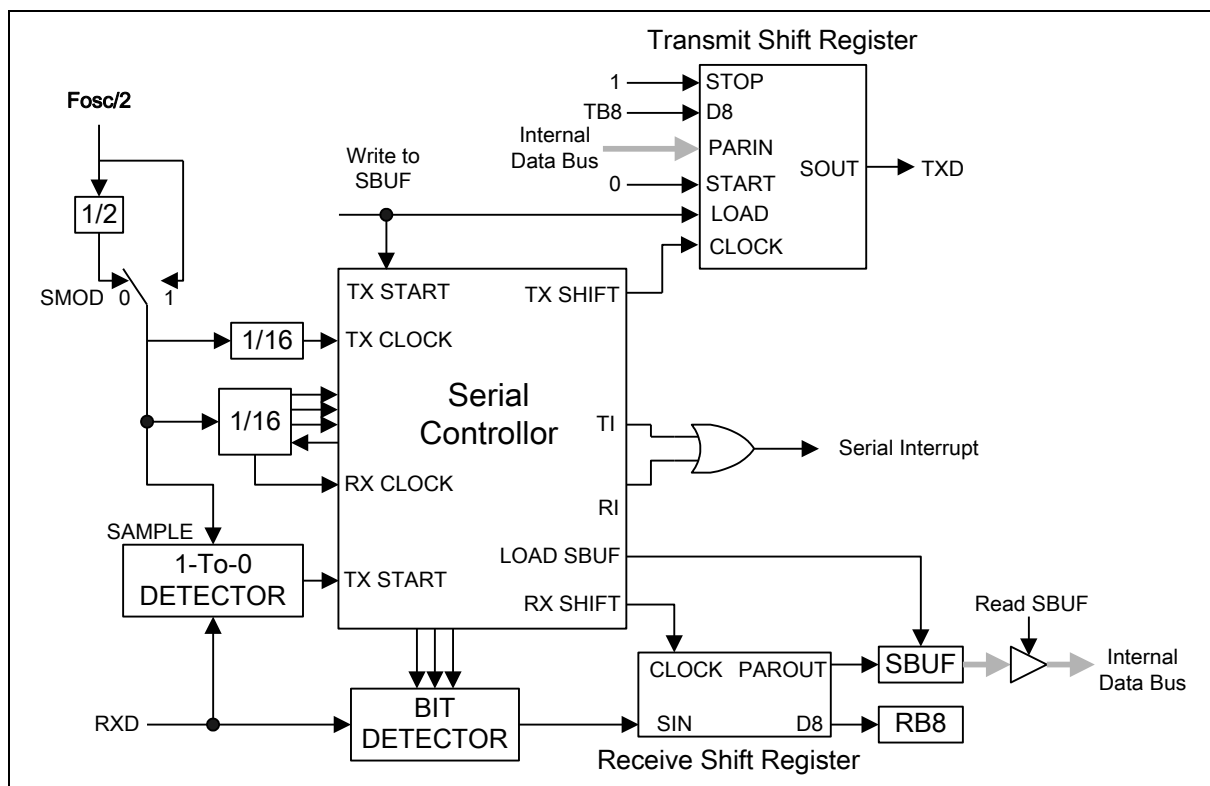 Transmit Shift Register
1
STOP
TB8
D8
Internal
Data Bus
PARIN
SOUT
TXD
0
START
LOAD
CLOCK
Fosc/2
1/2
SMOD
0
1
Write to
SBUF
TX START
TX SHIFT
1/16
TX CLOCK
1/16
Serial
Controllor
TI
Serial Interrupt
RX CLOCK
RI
SAMPLE
1-To-0
DETECTOR
TX START
LOAD SBUF
RX SHIFT
Read SBUF
CLOCK
PAROUT
SBUF
Internal
Data Bus
RXD
BIT
DETECTOR
SIN
D8
RB8
Receive Shift Register